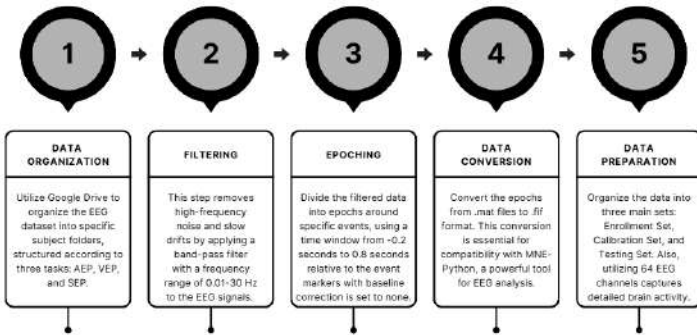 1
2
3
4
5
DATA
ORGANIZATION
Utilize Google Drive to
organize the EEG
dataset into specific
subject folders,
structured according to
three tasks: AEP, VEP,
and SEP.
FILTERING
This step removes
high-frequency
noise and slow
drifts by applying a
band-pass filter
with a frequency
range of 0.01-30 Hz
to the EEG signals.
EPOCHING
Divide the filtered data
into epochs around
specific events, using a
time window from -0.2
seconds to 0.8 seconds
relative to the event
markers with baseline
correction is set to none.
DATA
CONVERSION
Convert the epochs
from .mat files to .fif
format. This conversion
is essential for
compatibility with MNE-
Python, a powerful tool
for EEG analysis.
DATA
PREPARATION
Organize the data into
three main sets:
Enrollment Set,
Calibration Set, and
Testing Set. Also,
utilizing 64 EEG
channels captures
detailed brain activity.